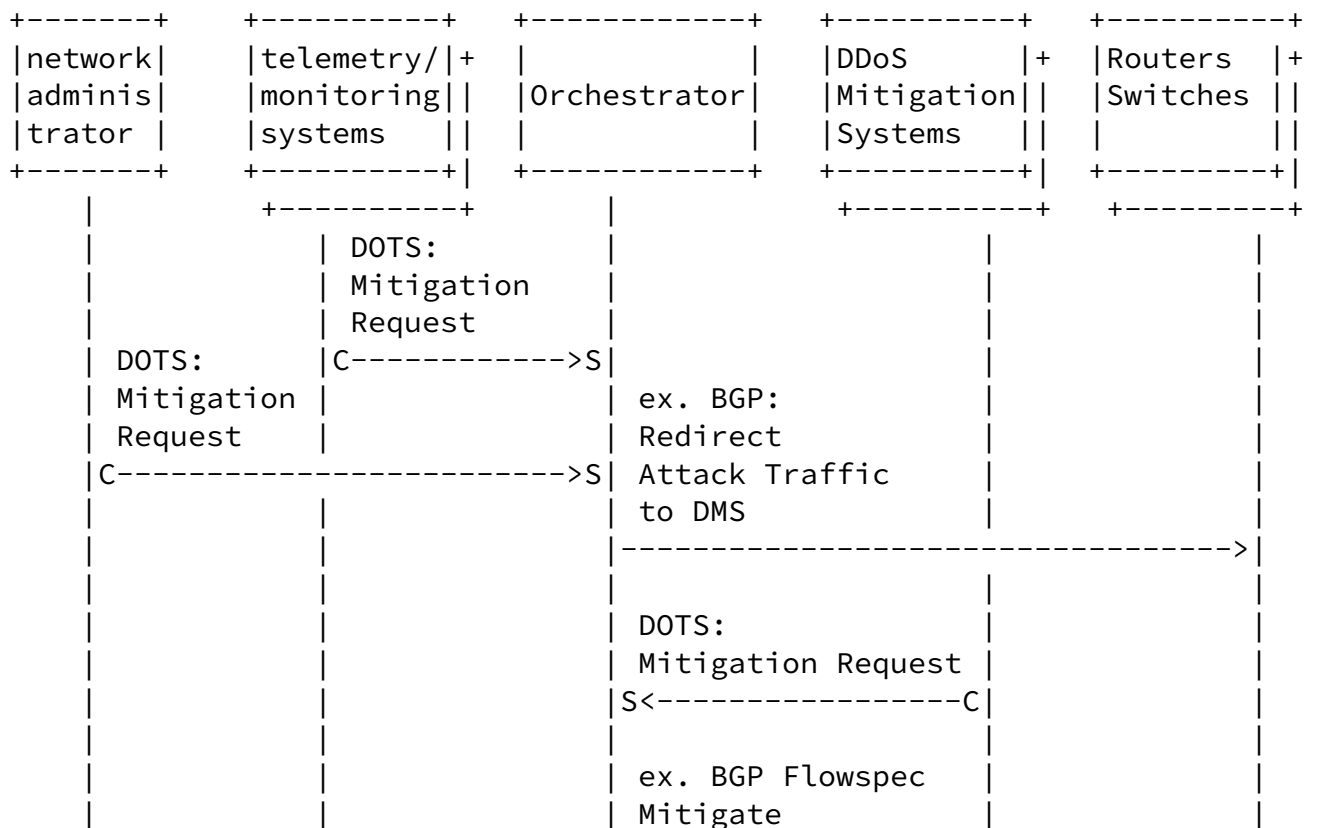 +-------+    +----------+   +------------+   +----------+   +----------+
|network|    |telemetry/|+  |            |   |DDoS      |+  |Routers  |+
|adminis|    |monitoring||  |Orchestrator|   |Mitigation||  |Switches ||
|trator |    |systems   ||  |            |   |Systems   ||  |         ||
+-------+    +----------+|  +------------+   +----------+|  +---------+|
    |         +----------+       |            +----------+   +---------+
    |            | DOTS:         |                    |              |
    |            | Mitigation    |                    |              |
    |            | Request       |                    |              |
    | DOTS:      |C------------>S|                    |              |
    | Mitigation |               | ex. BGP:           |              |
    | Request    |               | Redirect           |              |
    |C------------------------->S| Attack Traffic     |              |
    |            |               | to DMS             |              |
    |            |               |---------------------------------->|
    |            |               |                    |              |
    |            |               | DOTS:              |              |
    |            |               | Mitigation Request |              |
    |            |               |S<-----------------C|              |
    |            |               |                    |              |
    |            |               | ex. BGP Flowspec   |              |
    |            |               | Mitigate           |              |